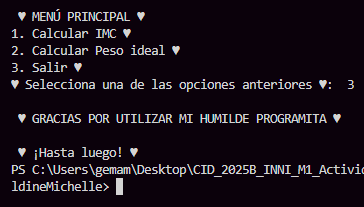 ♥ MENÚ PRINCIPAL ♥
1. Calcular IMC ♥
2. Calcular Peso ideal ♥
3. Salir ♥
♥ Selecciona una de las opciones anteriores ♥:  3
♥ GRACIAS POR UTILIZAR MI HUMILDE PROGRAMITA ♥
♥ ¡Hasta luego! ♥
PS C:\Users\gemam\Desktop\CID_2025B_INNI_M1_Activid
ldineMichelle>